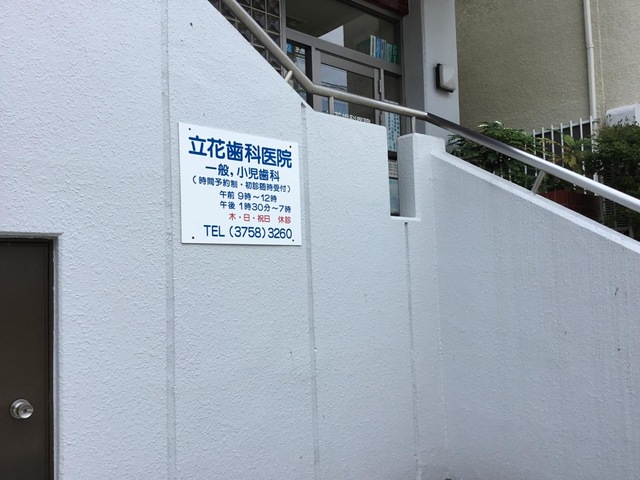 立花歯科医院
一般,小児歯科
(時間予約制・初診随時受付)
午前9時〜12時
午後1時30分〜7時
木・日・祝日 休診
TEL(3758)3260